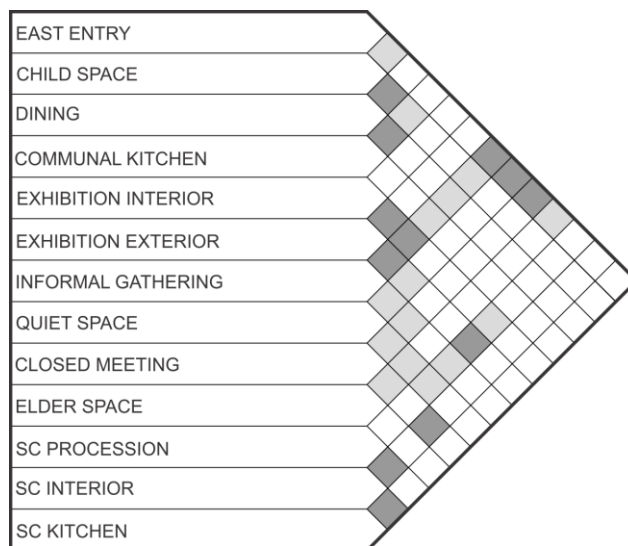 EAST ENTRY
CHILD SPACE
DINING
COMMUNAL KITCHEN
EXHIBITION INTERIOR
EXHIBITION EXTERIOR
INFORMAL GATHERING
QUIET SPACE
CLOSED MEETING
ELDER SPACE
SC PROCESSION
SC INTERIOR
SC KITCHEN